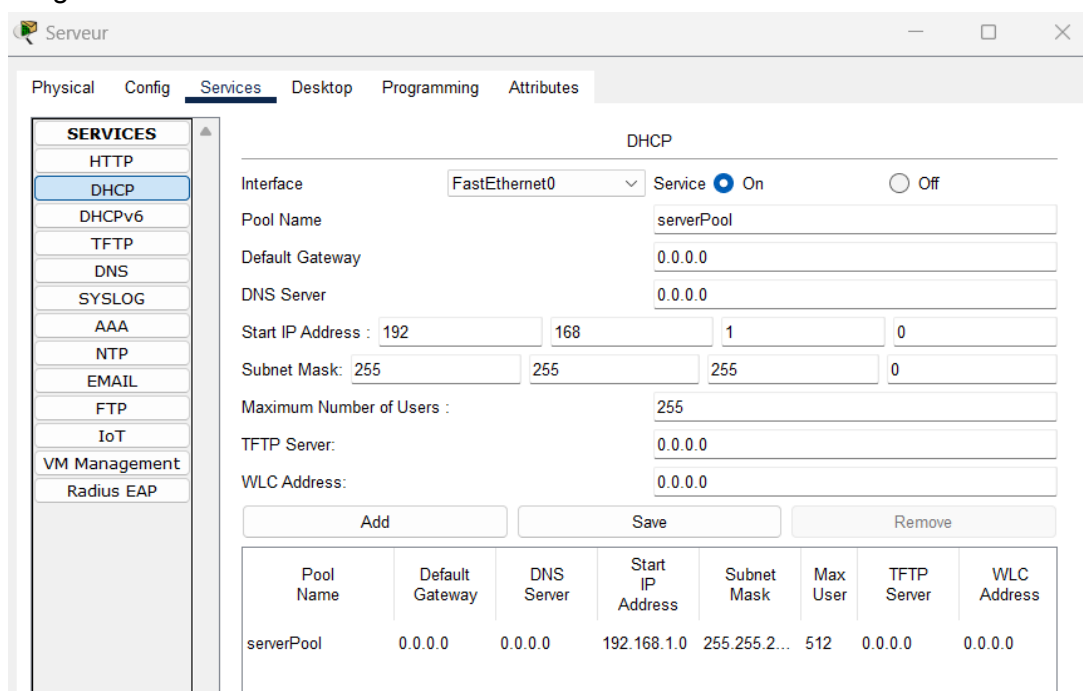 Serveur
Physical Config Services Desktop Programming Attributes
SERVICES
HTTP
DHCP
DHCPv6
TFTP
DNS
SYSLOG
AAA
NTP
EMAIL
FTP
IoT
VM Management
Radius EAP
DHCP
Interface FastEthernet0 Service On Off
Pool Name serverPool
Default Gateway 0.0.0.0
DNS Server 0.0.0.0
Start IP Address : 192 168 1 0
Subnet Mask: 255 255 255 0
Maximum Number of Users : 255
TFTP Server: 0.0.0.0
WLC Address: 0.0.0.0
Add Save Remove
Pool Name Default Gateway DNS Server Start IP Address Subnet Mask Max User TFTP Server WLC Address
serverPool 0.0.0.0 0.0.0.0 192.168.1.0 255.255.2... 512 0.0.0.0 0.0.0.0